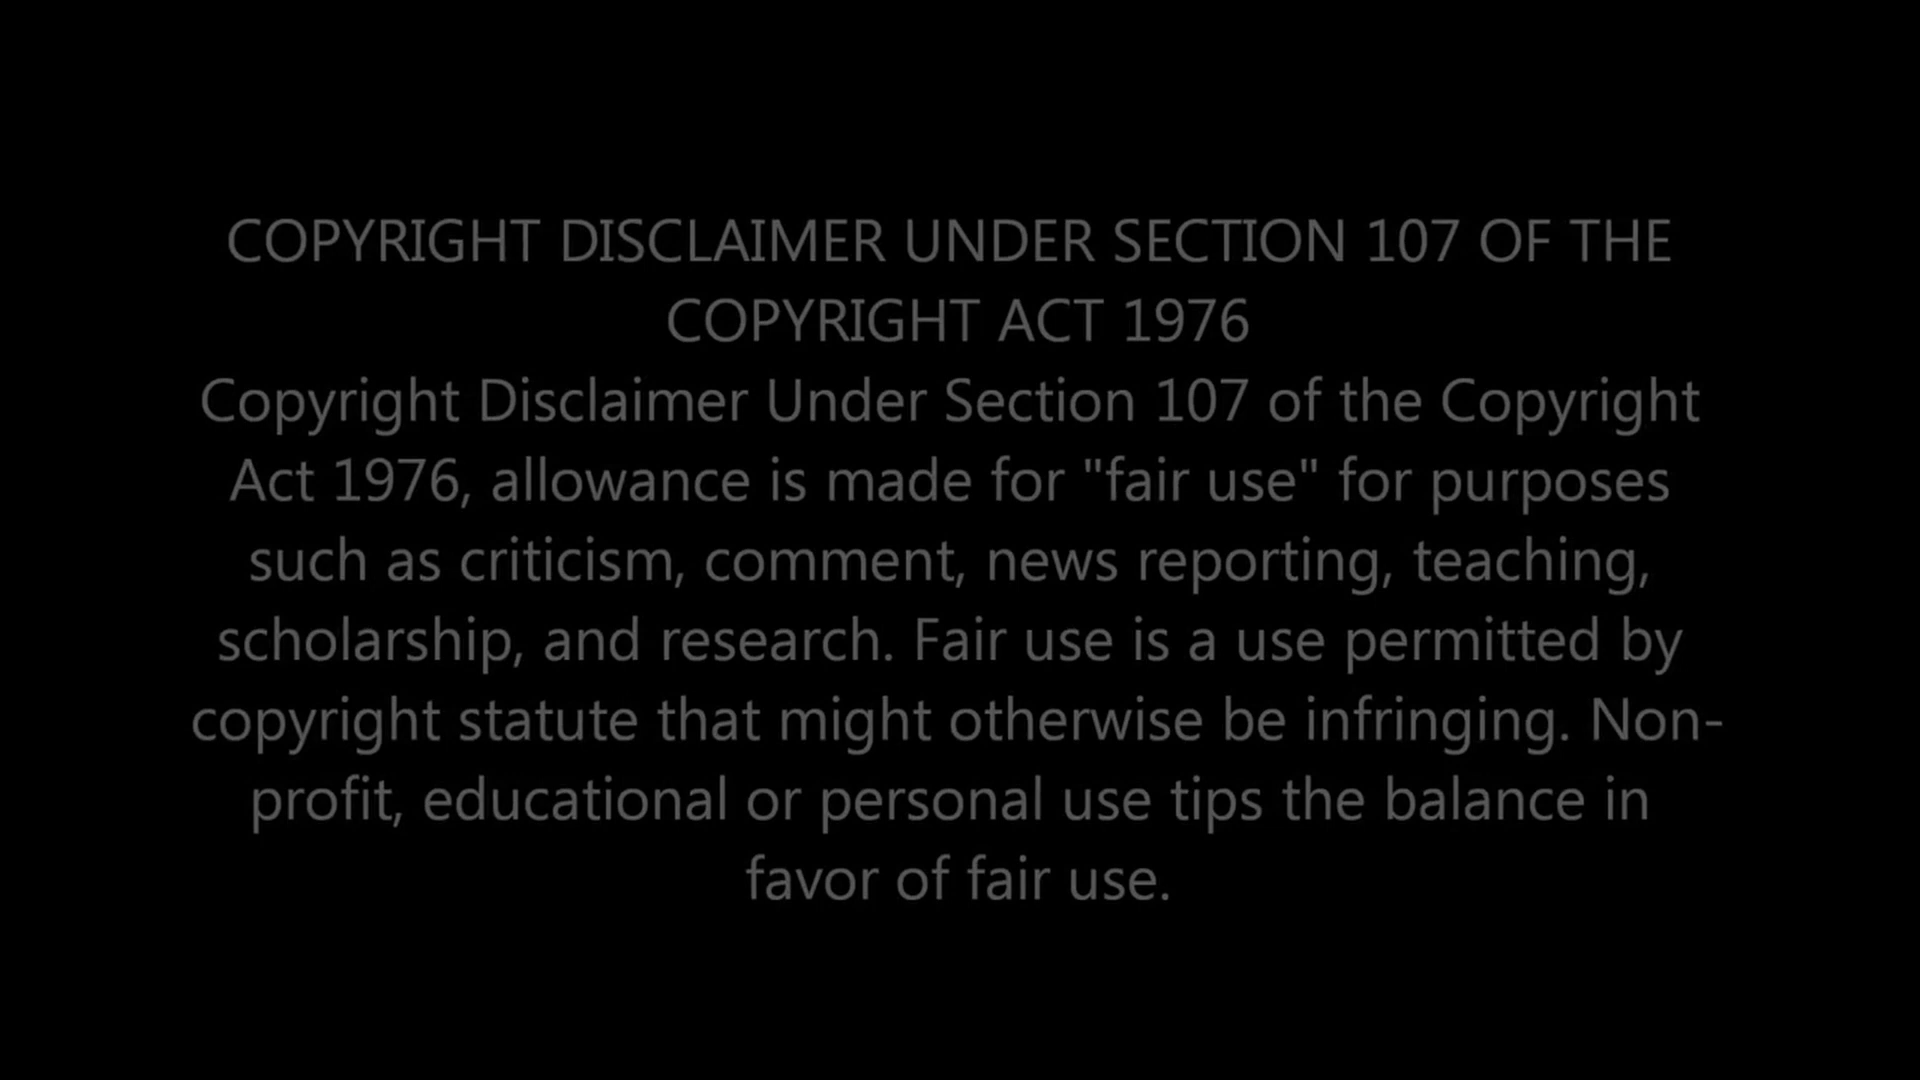 COPYRIGHT DISCLAIMER UNDER SECTION 107 OF THE
COPYRIGHT ACT 1976
Copyright Disclaimer Under Section 107 of the Copyright
Act 1976, allowance is made for "fair use" for purposes
such as criticism, comment, news reporting, teaching,
scholarship, and research. Fair use is a use permitted by
copyright statute that might otherwise be infringing. Non-
profit, educational or personal use tips the balance in
favor of fair use.